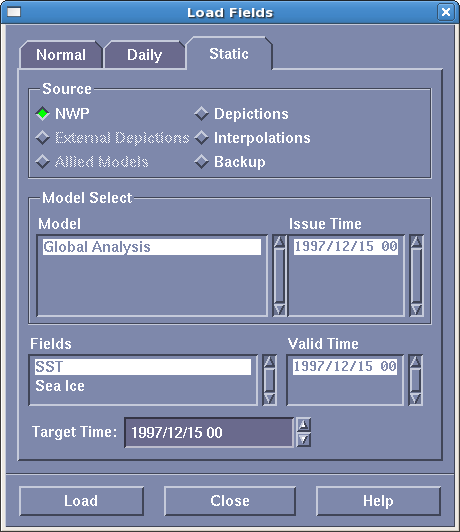 Load Fields
Normal Daily Static
Source
NWP Depictions
External Depictions Interpolations
Allied Models Backup
Model Select
Model Issue Time
Global Analysis 1997/12/15 00
Fields Valid Time
SST 1997/12/15 00
Sea Ice
Target Time: 1997/12/15 00
Load Close Help